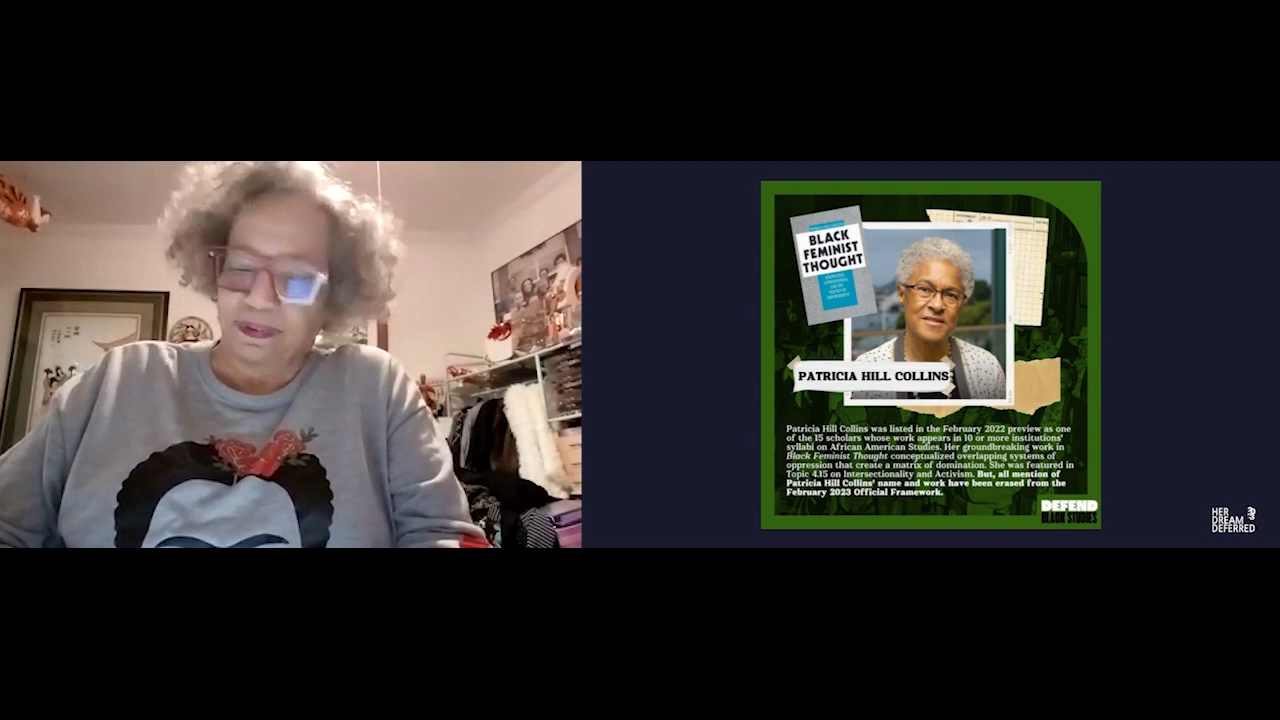 BLACK
FEMINIST
THOUGHT
PATRICIA HILL COLLINS
Patricia Hill Collins was listed in the February 2022 preview as one
of the 15 scholars whose work appears in 10 or more institutions'
syllabi on African American Studies. Her groundbreaking work in
Black Feminist Thought conceptualized overlapping systems of
oppression that create a matrix of domination. She was featured in
Topic 4.15 on Intersectionality and Activism. But, all mention of
Patricia Hill Collins' name and work have been erased from the
February 2023 Official Framework.
DEFEND
BLACK STUDIES
HER
DREAM
DEFERRED